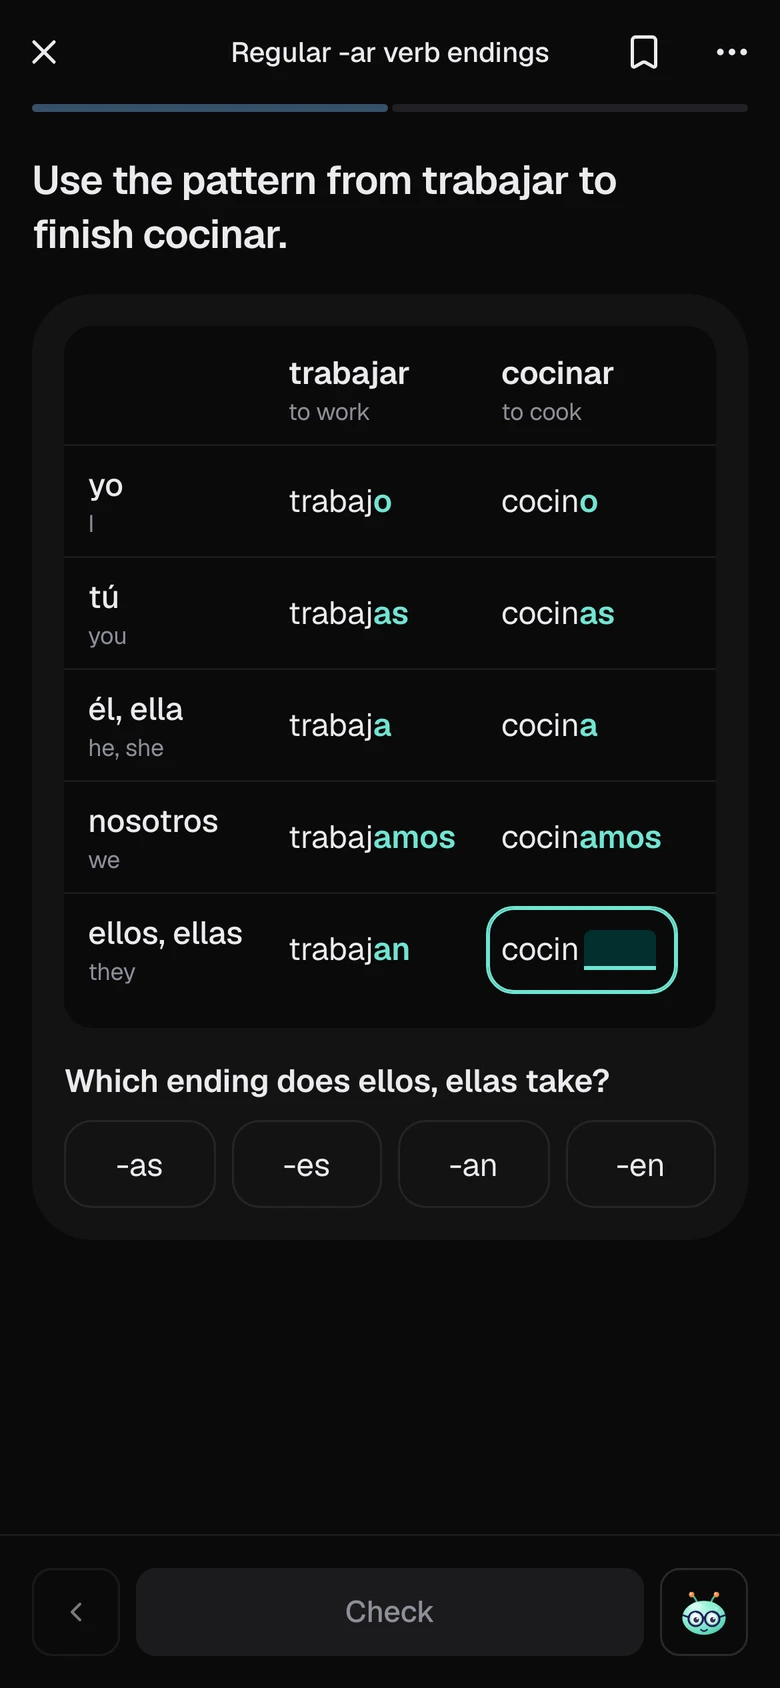 Regular -ar verb endings
Use the pattern from trabajar to
finish cocinar.
trabajar cocinar
to work to cook
yo trabajo cocino
I
tú trabajas cocinas
you
él, ella trabaja cocina
he, she
nosotros trabajamos cocinamos
we
ellos, ellas trabajan cocin
they
Which ending does ellos, ellas take?
-as -es -an -en
Check